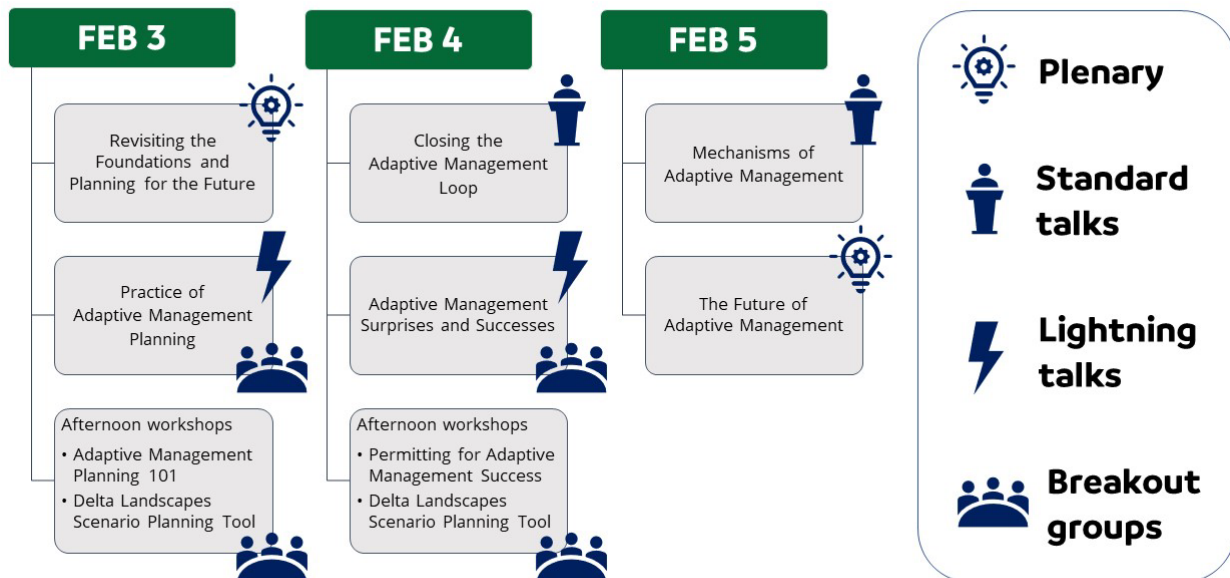 FEB 3
Revisiting the
Foundations and
Planning for the Future
Practice of
Adaptive Management
Planning
Afternoon workshops
• Adaptive Management
Planning 101
• Delta Landscapes
Scenario Planning Tool
FEB 4
Closing the
Adaptive Management
Loop
Adaptive Management
Surprises and Successes
Afternoon workshops
• Permitting for Adaptive
Management Success
• Delta Landscapes
Scenario Planning Tool
FEB 5
Mechanisms of
Adaptive Management
The Future of
Adaptive Management
Plenary
Standard
talks
Lightning
talks
Breakout
groups